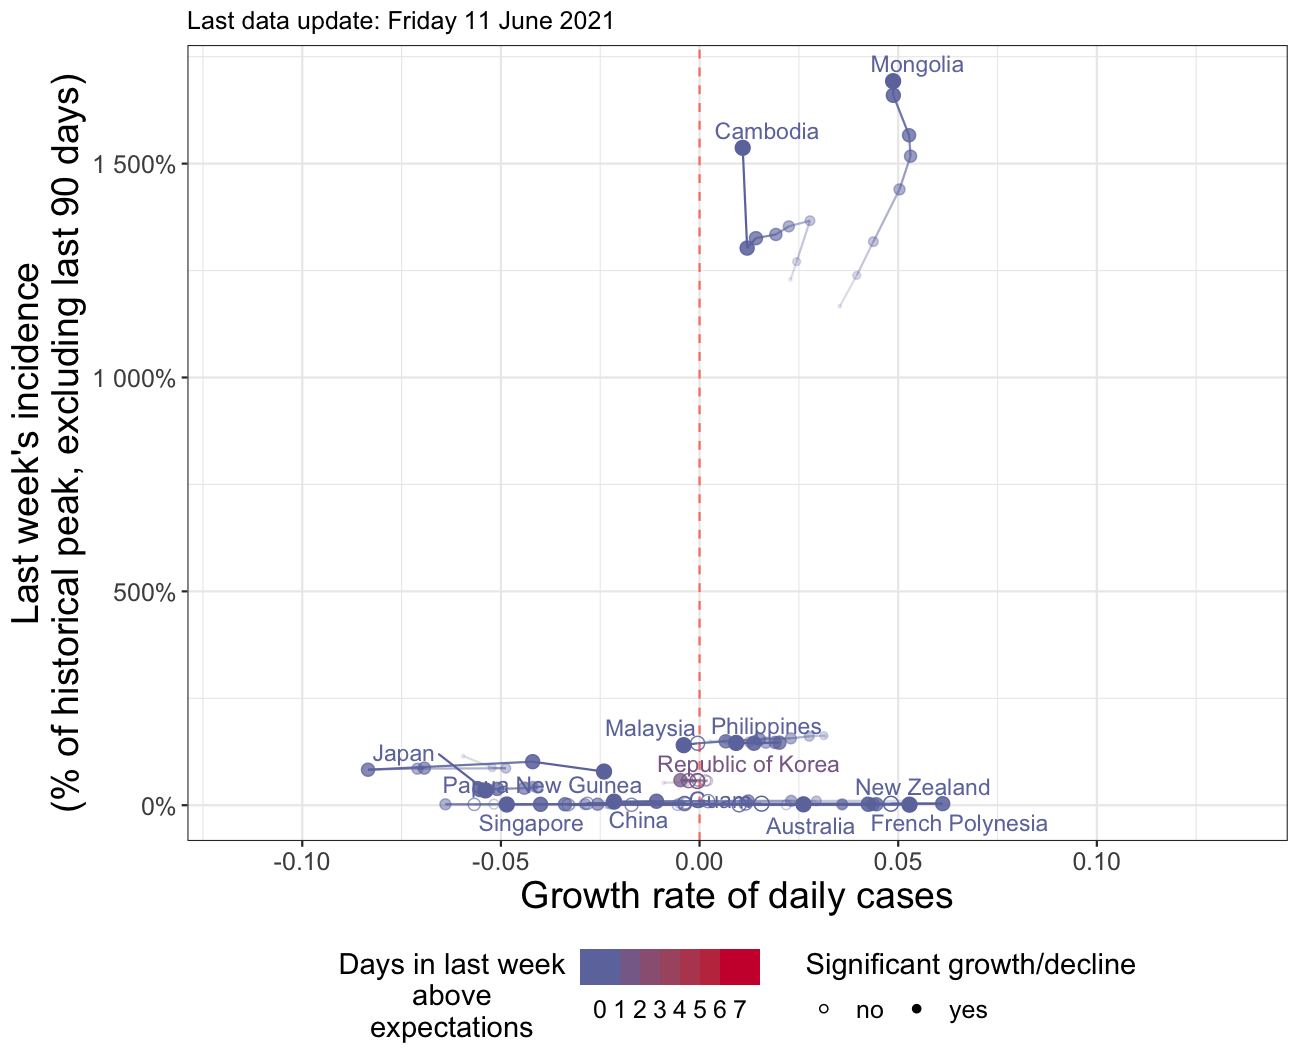 Last data update: Friday 11 June 2021
Last week's incidence
(% of historical peak, excluding last 90 days)
1 500%
1 000%
500%
0%
Mongolia
Cambodia
Malaysia
Philippines
Japan
Republic of Korea
Papua New Guinea
New Zealand
Guam
Singapore
China
Australia
French Polynesia
-0.10
-0.05
0.00
0.05
0.10
Growth rate of daily cases
Days in last week
above
expectations
0 1 2 3 4 5 6 7
Significant growth/decline
no
yes